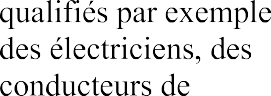 qualifiés par exemple
des électriciens, des
conducteurs de